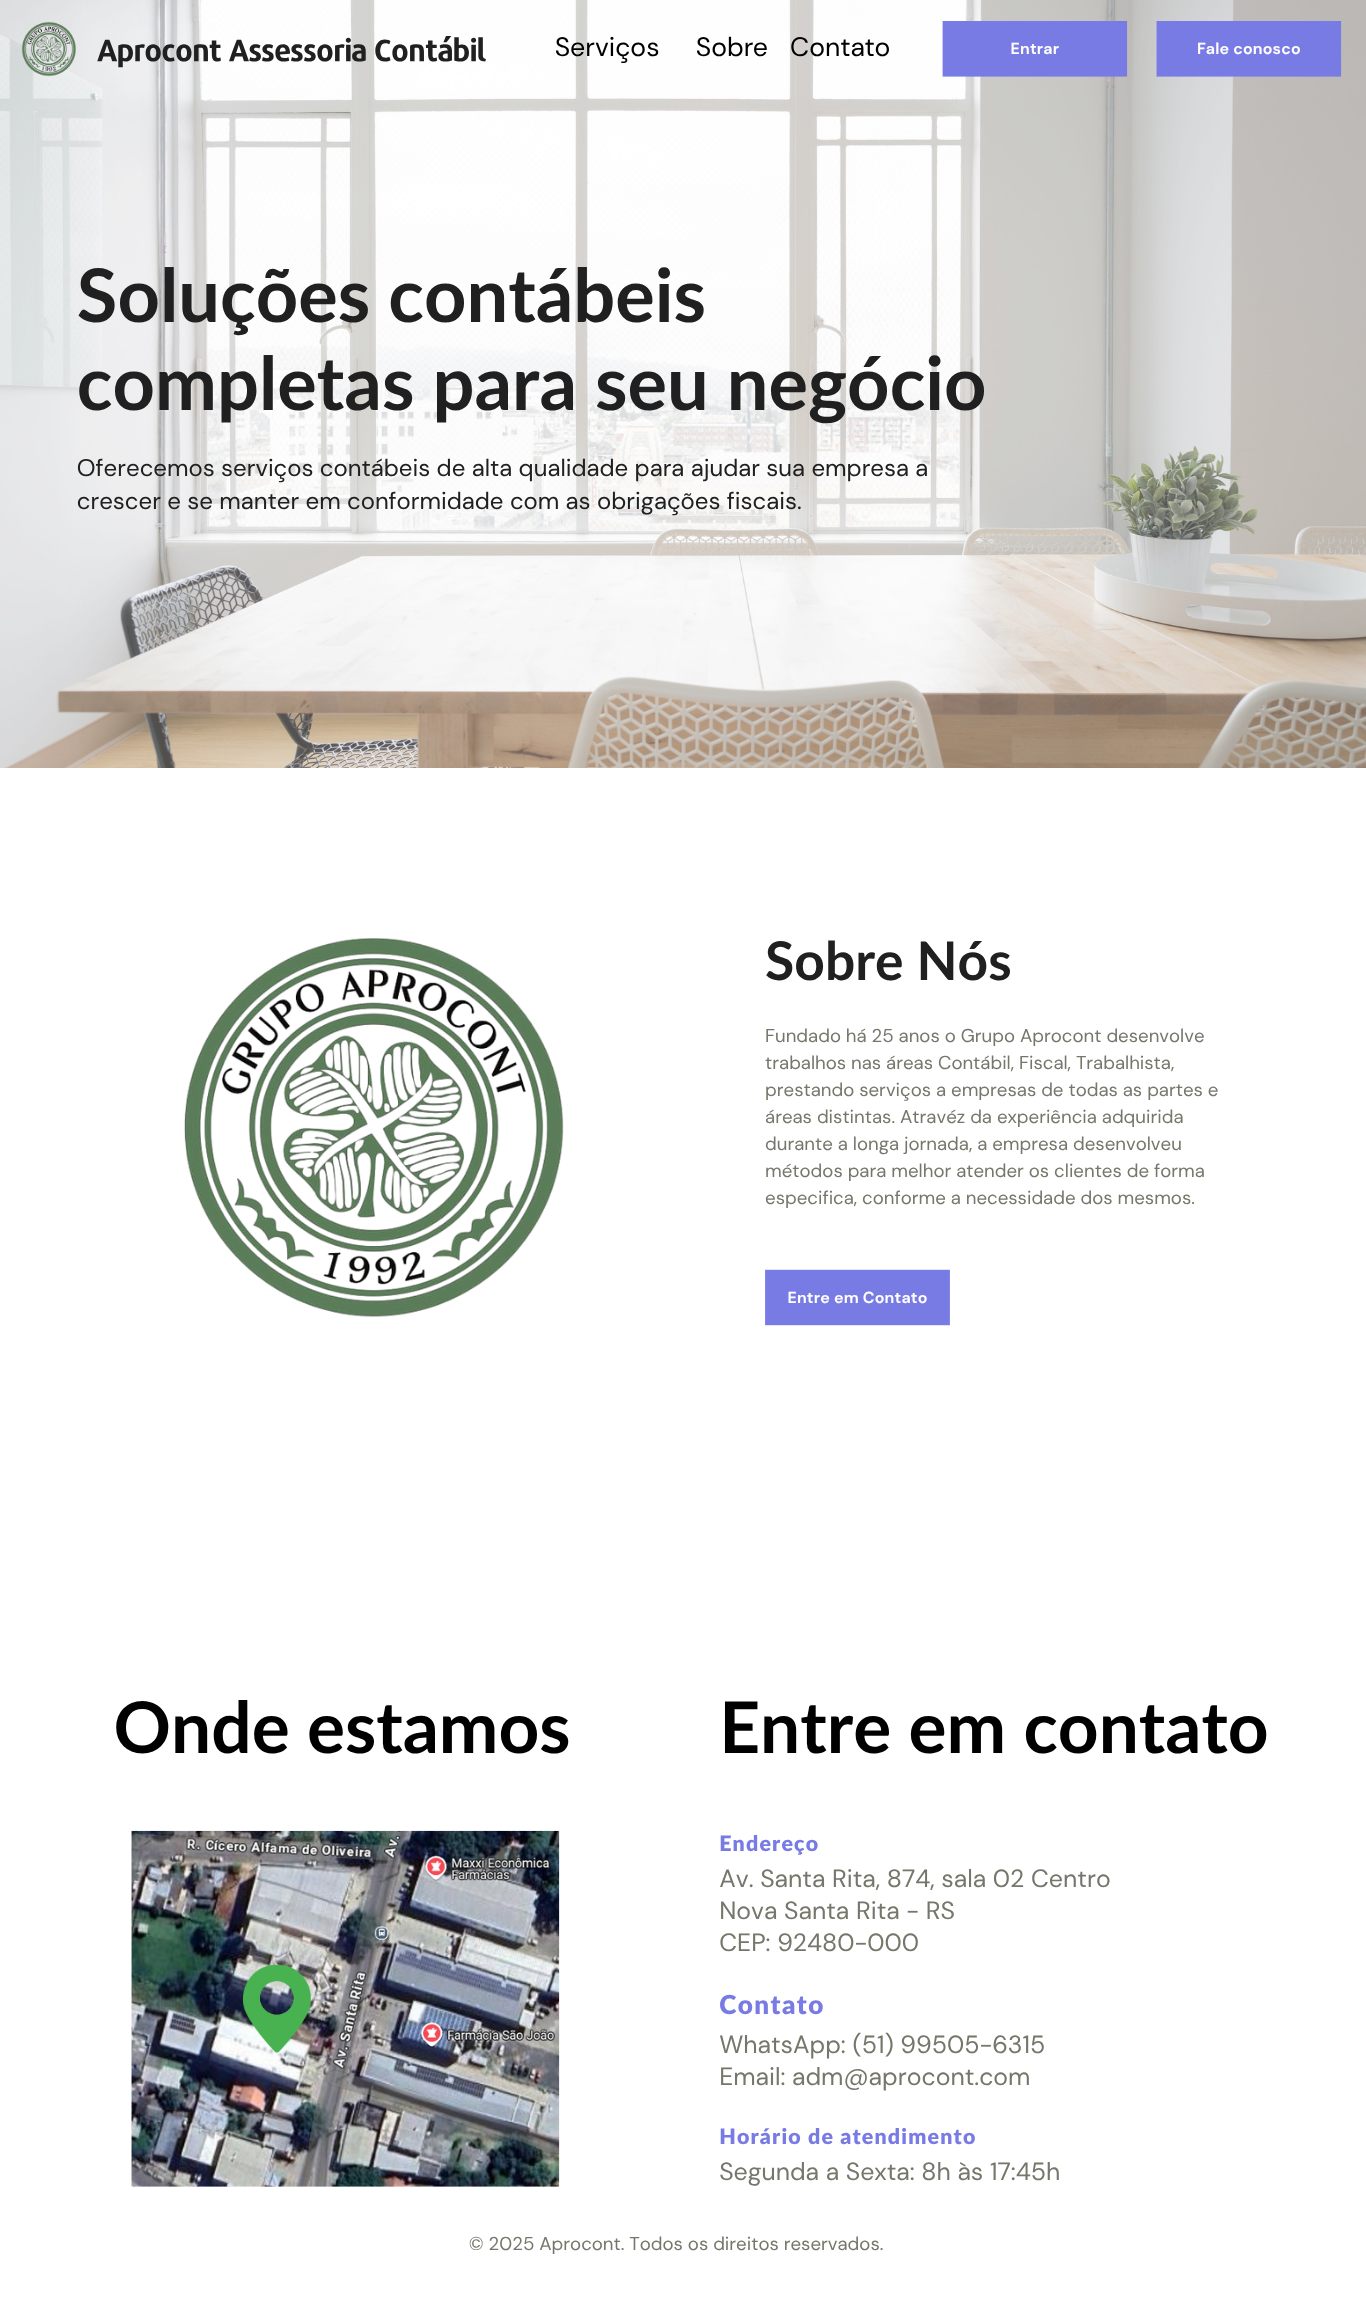 Aprocont Assessoria Contábil
Serviços
Sobre
Contato
Entrar
Fale conosco
Soluções contábeis
completas para seu negócio
Oferecemos serviços contábeis de alta qualidade para ajudar sua empresa a
crescer e se manter em conformidade com as obrigações fiscais.
GRUPO APROCONT
1992
Sobre Nós
Fundado há 25 anos o Grupo Aprocont desenvolve
trabalhos nas áreas Contábil, Fiscal, Trabalhista,
prestando serviços a empresas de todas as partes e
áreas distintas. Atravéz da experiência adquirida
durante a longa jornada, a empresa desenvolveu
métodos para melhor atender os clientes de forma
especifica, conforme a necessidade dos mesmos.
Entre em Contato
Onde estamos
R. Cícero Alfama de Oliveira
Av.
Maxxi Econômica
Farmácias
Av. Santa Rita
Farmácia São João
Entre em contato
Endereço
Av. Santa Rita, 874, sala 02 Centro
Nova Santa Rita - RS
CEP: 92480-000
Contato
WhatsApp: (51) 99505-6315
Email: adm@aprocont.com
Horário de atendimento
Segunda a Sexta: 8h às 17:45h
© 2025 Aprocont. Todos os direitos reservados.